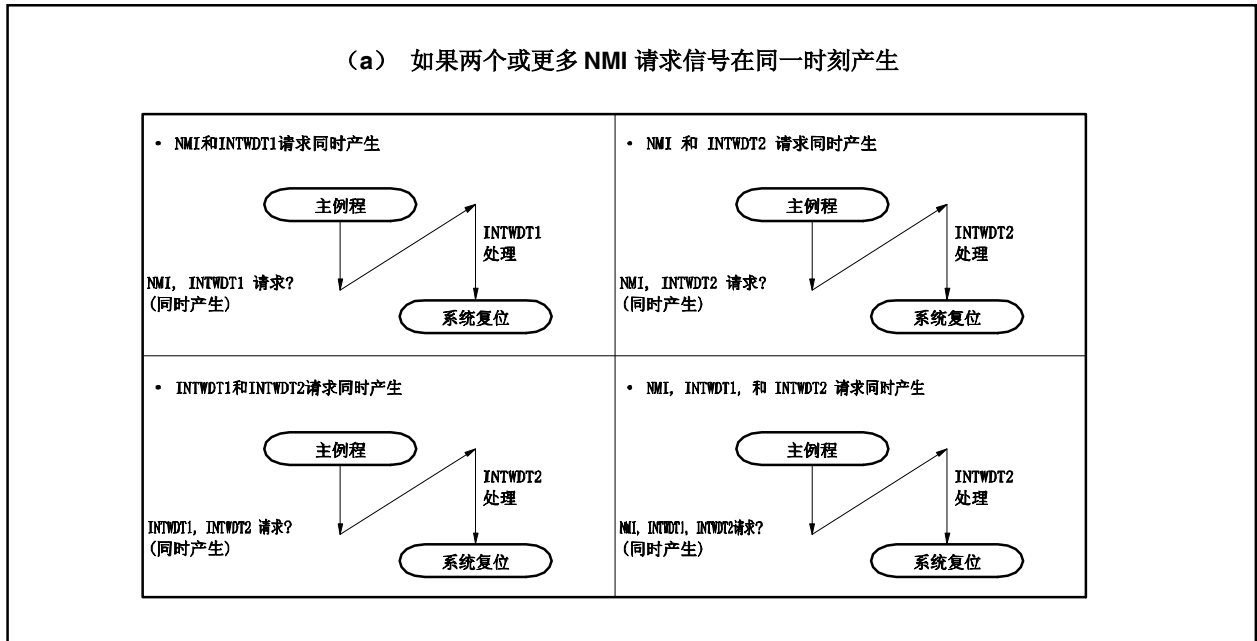 （a） 如果两个或更多 NMI 请求信号在同一时刻产生
• NMI和INTWDT1请求同时产生
主例程
INTWDT1
处理
NMI, INTWDT1 请求?
(同时产生)
系统复位
• NMI 和 INTWDT2 请求同时产生
主例程
INTWDT2
处理
NMI, INTWDT2 请求?
(同时产生)
系统复位
• INTWDT1和INTWDT2请求同时产生
主例程
INTWDT2
处理
INTWDT1, INTWDT2 请求?
(同时产生)
系统复位
• NMI, INTWDT1, 和 INTWDT2 请求同时产生
主例程
INTWDT2
处理
NMI, INTWDT1, INTWDT2请求?
(同时产生)
系统复位